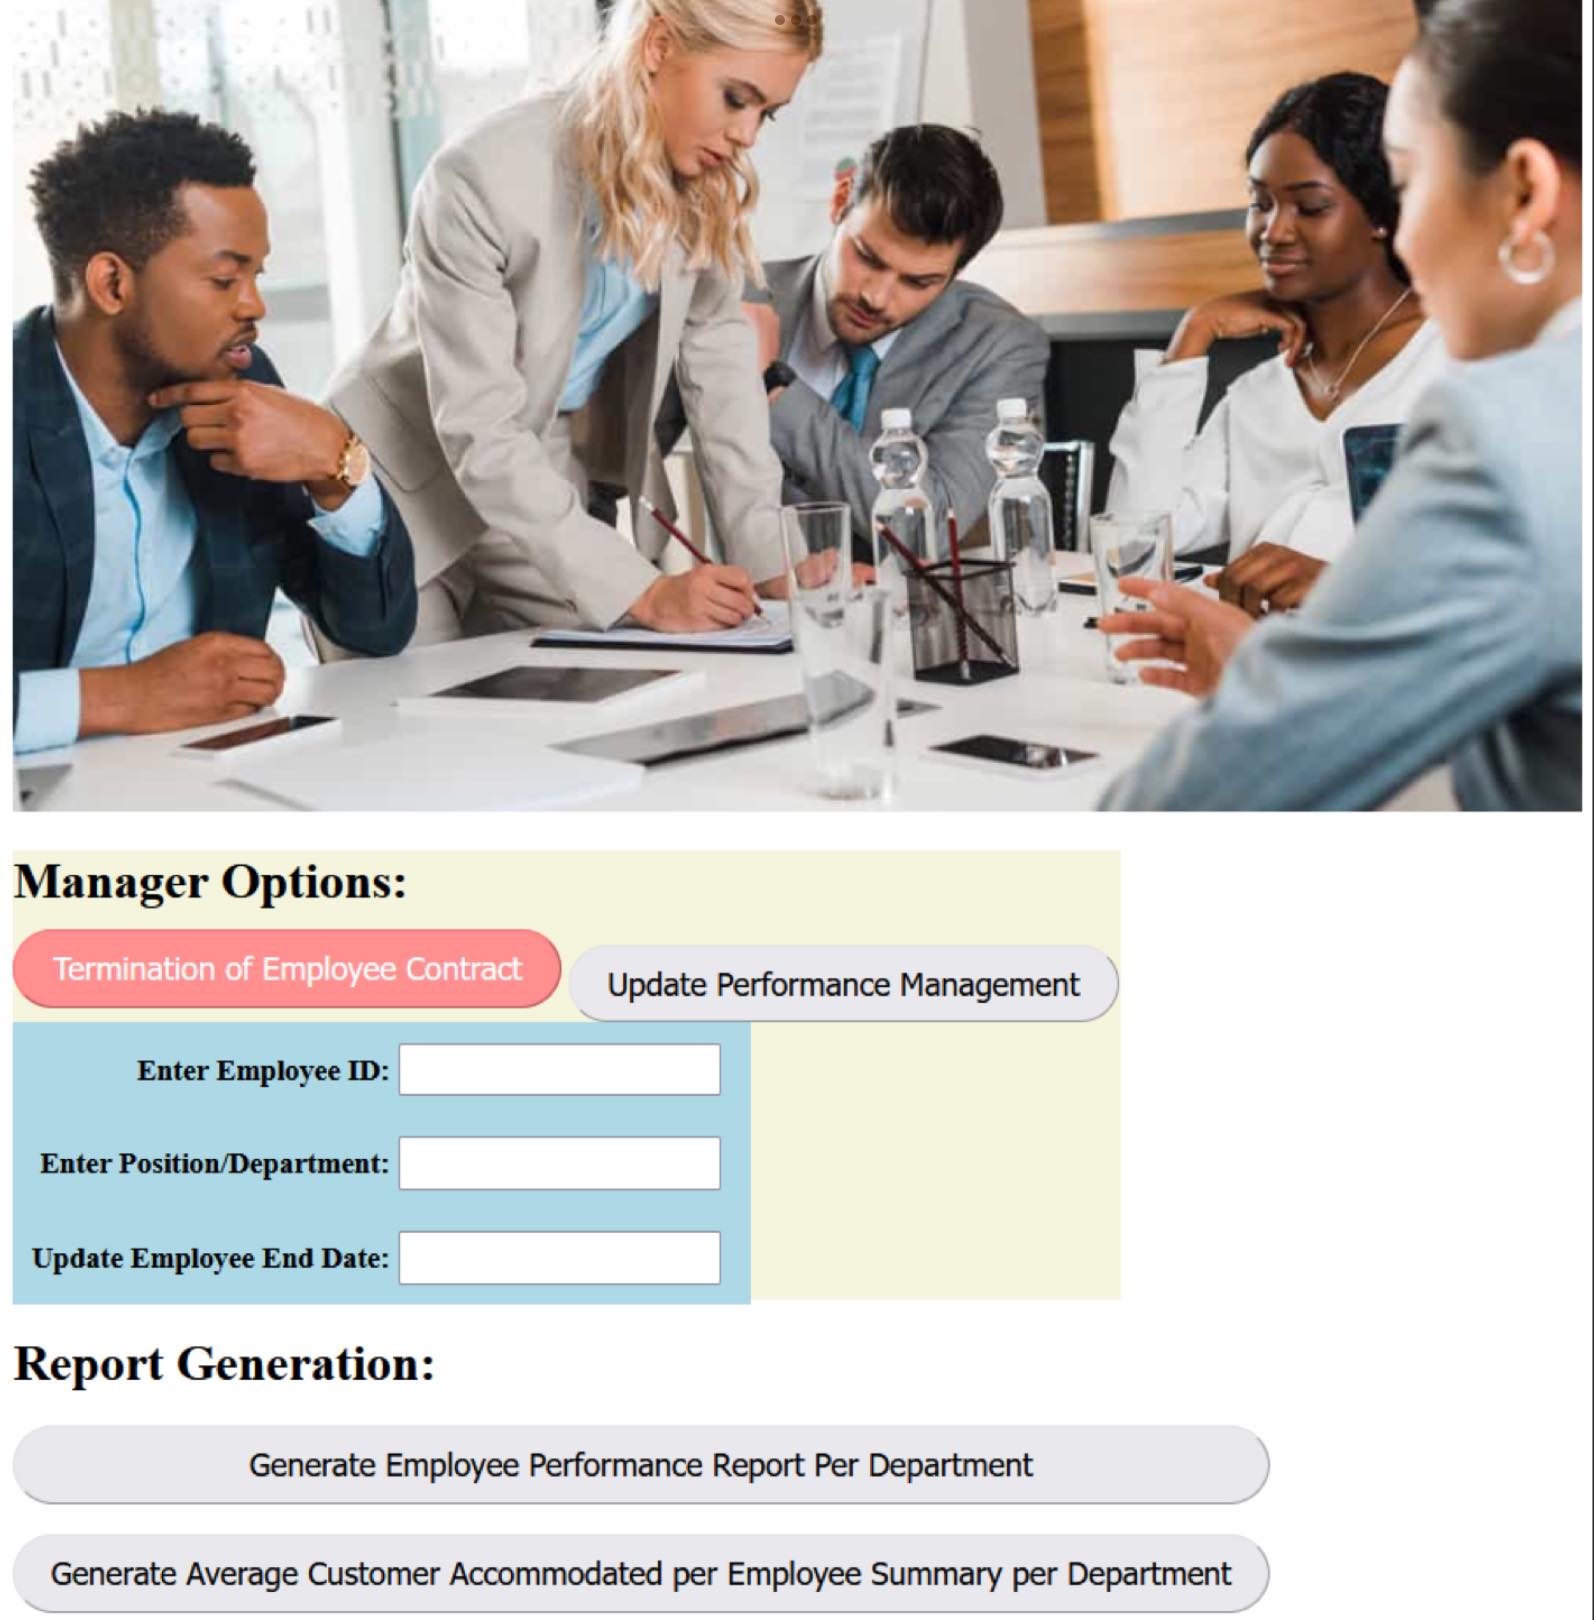 Manager Options:
Termination of Employee Contract
Update Performance Management
Enter Employee ID:
Enter Position/Department:
Update Employee End Date:
Report Generation:
Generate Employee Performance Report Per Department
Generate Average Customer Accommodated per Employee Summary per Department